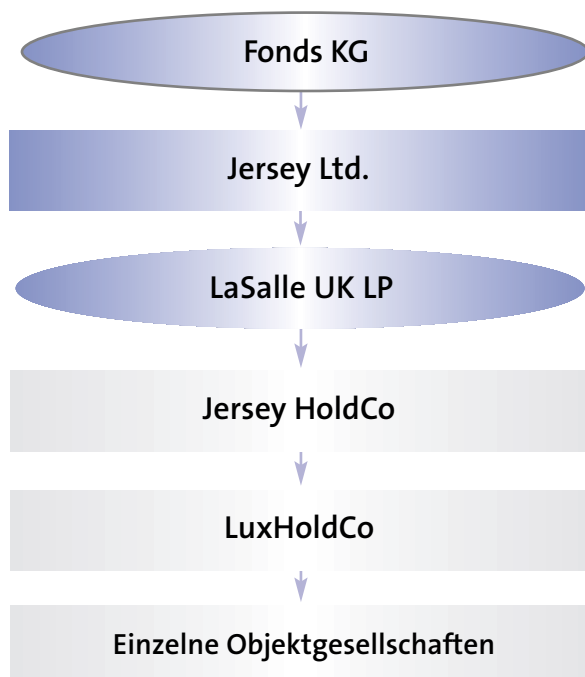 Fonds KG
Jersey Ltd.
LaSalle UK LP
Jersey HoldCo
LuxHoldCo
Einzelne Objektgesellschaften